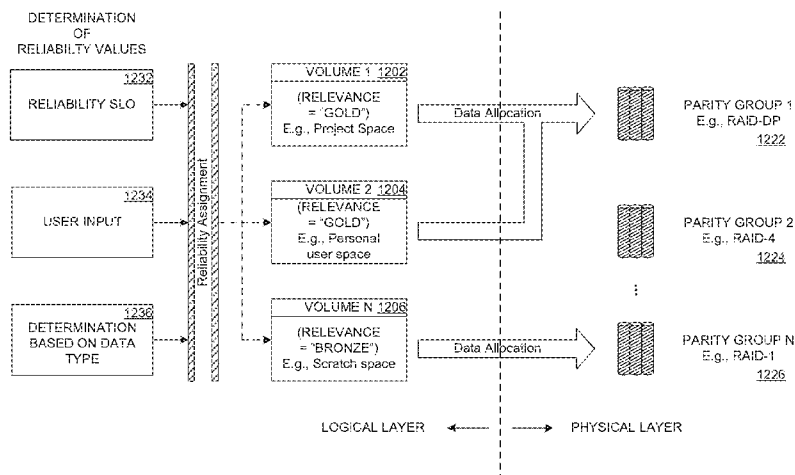 DETERMINATION
OF
RELIABILTY VALUES
1232
RELIABILITY SLO
1234
USER INPUT
1236
DETERMINATION
BASED ON DATA
TYPE
Reliability Assignment
VOLUME 1 1202
(RELEVANCE
= "GOLD")
E.g., Project Space
VOLUME 2 1204
(RELEVANCE
= "GOLD")
E.g., Personal
user space
VOLUME N 1206
(RELEVANCE
= "BRONZE")
E.g., Scratch space
Data Allocation
Data Allocation
PARITY GROUP 1
E.g., RAID-DP
1222
PARITY GROUP 2
E.g., RAID-4
1224
PARITY GROUP N
E.g., RAID-1
1226
LOGICAL LAYER
PHYSICAL LAYER